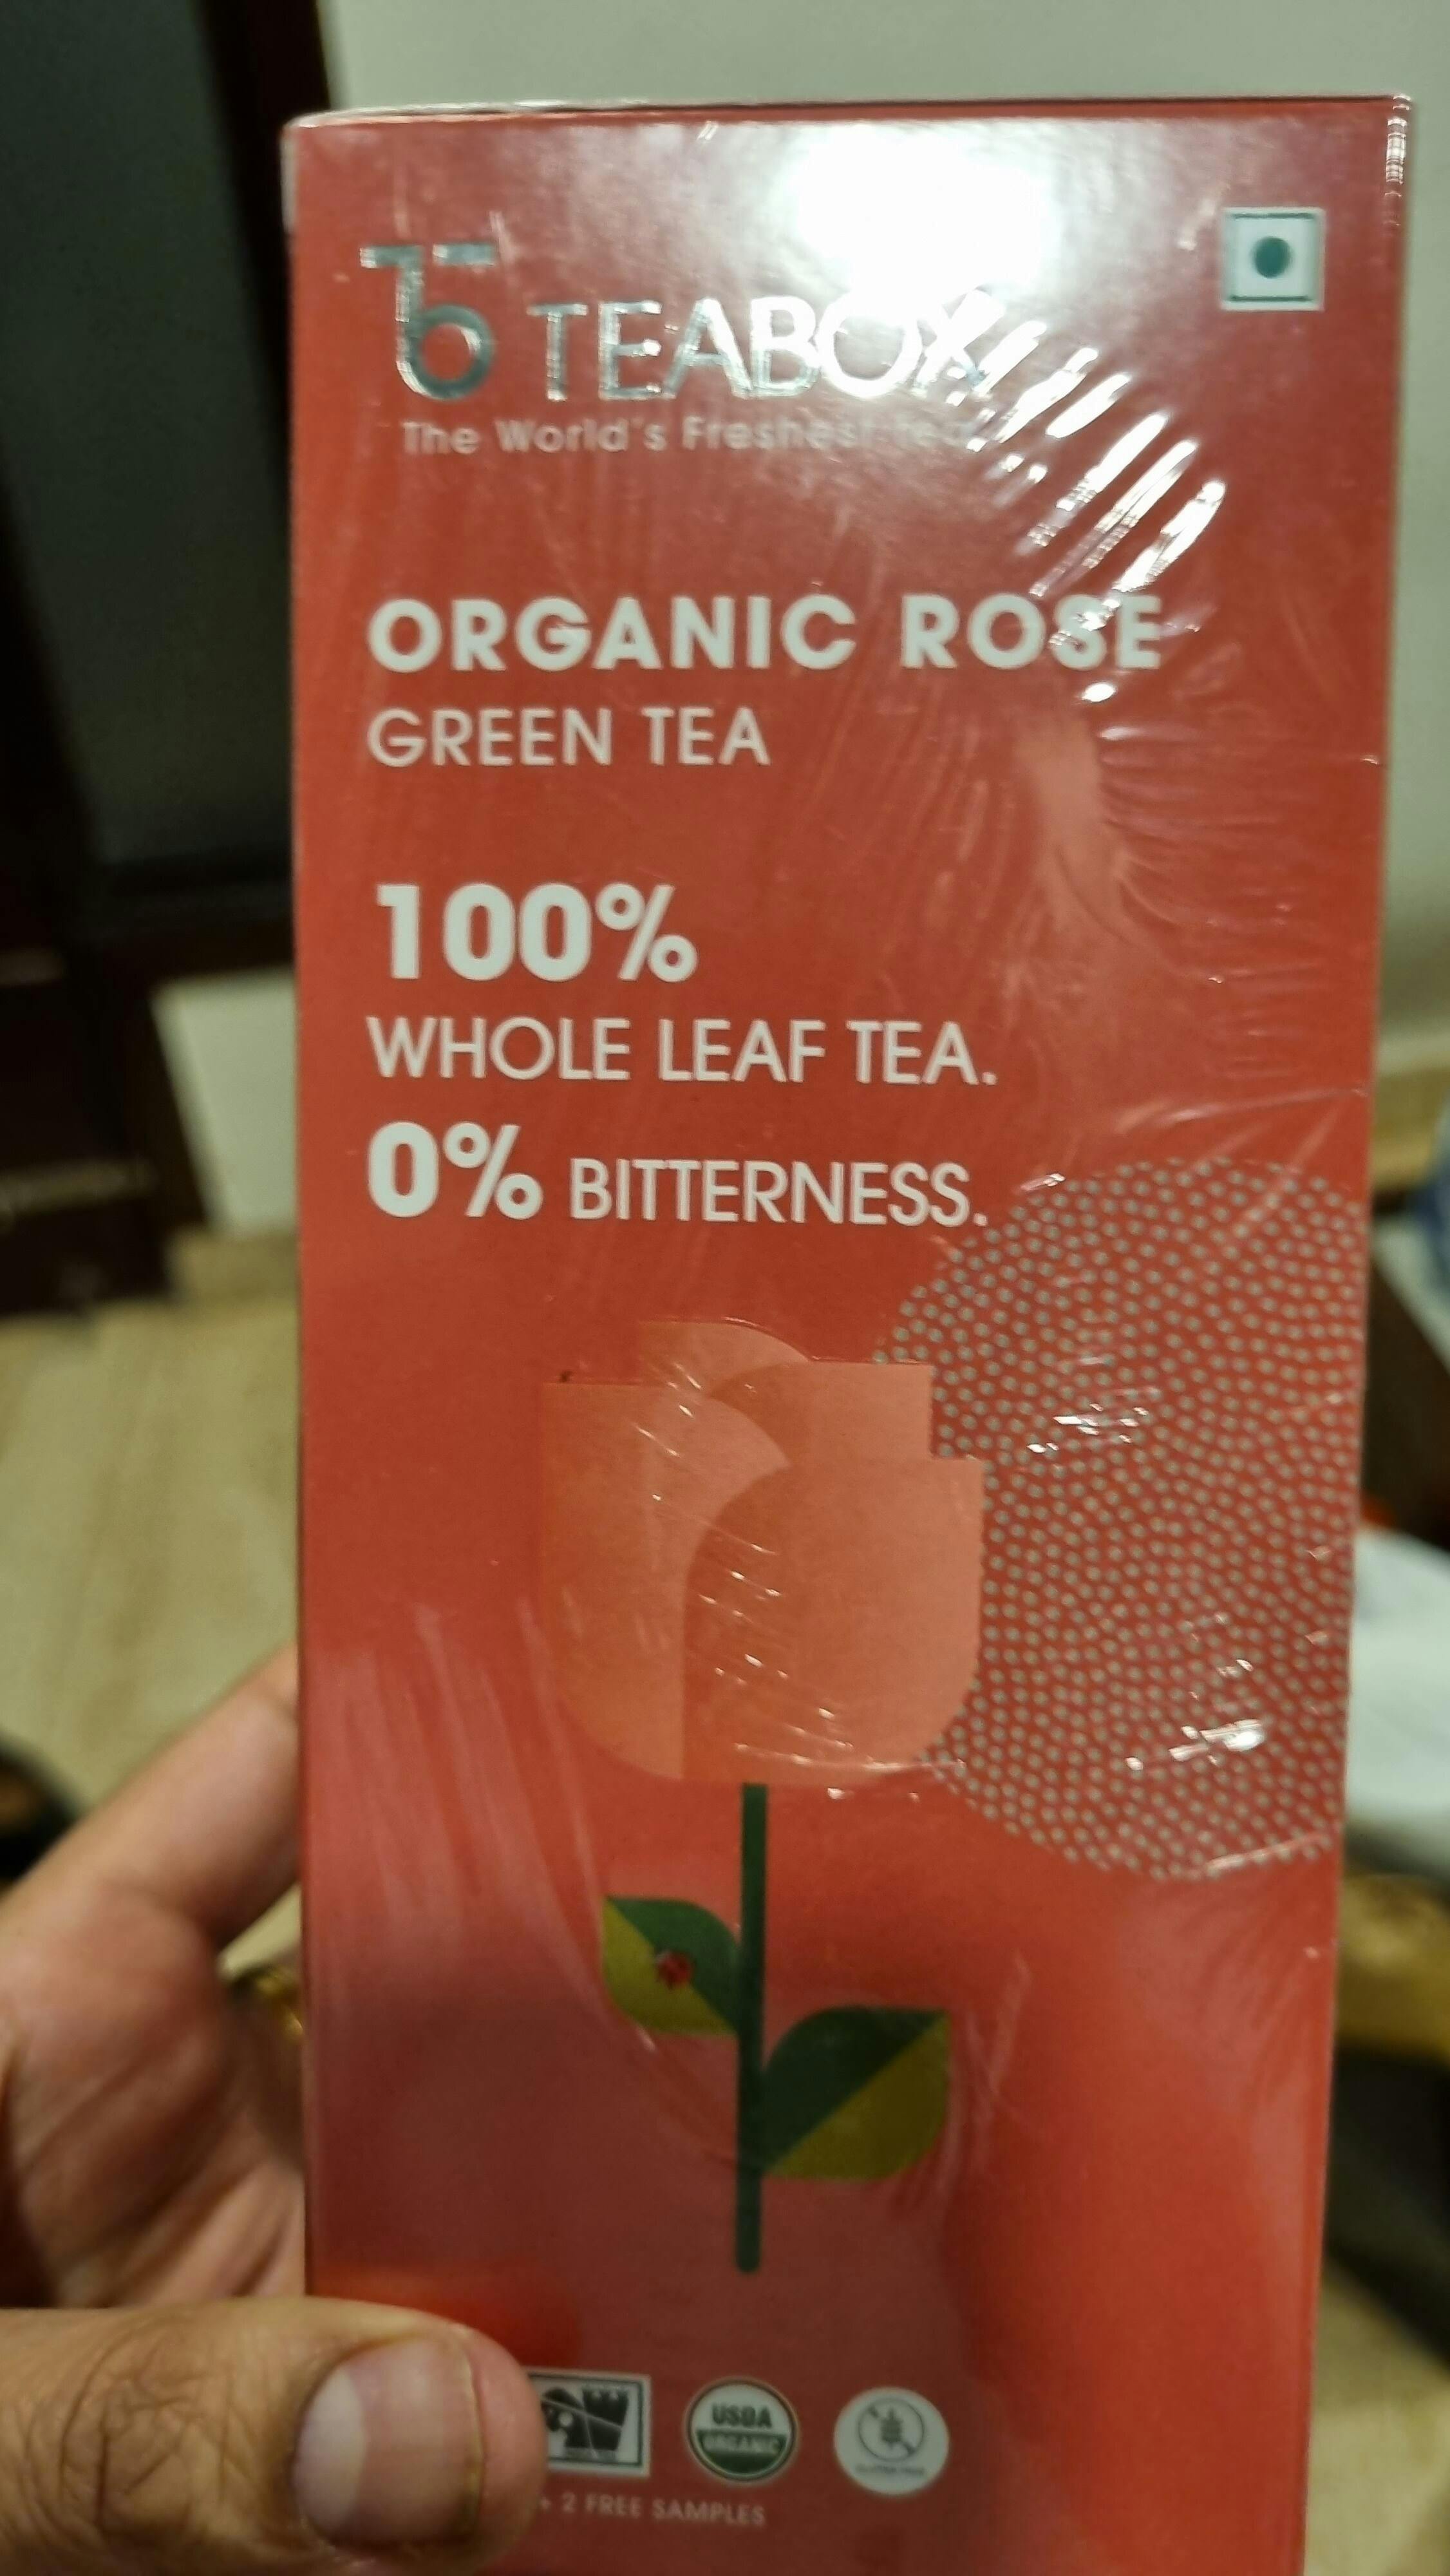 TEABOX
The World's Freshest Tea
ORGANIC ROSE
GREEN TEA
100%
WHOLE LEAF TEA.
0% BITTERNESS.
USDA
ORGANIC
+ 2 FREE SAMPLES